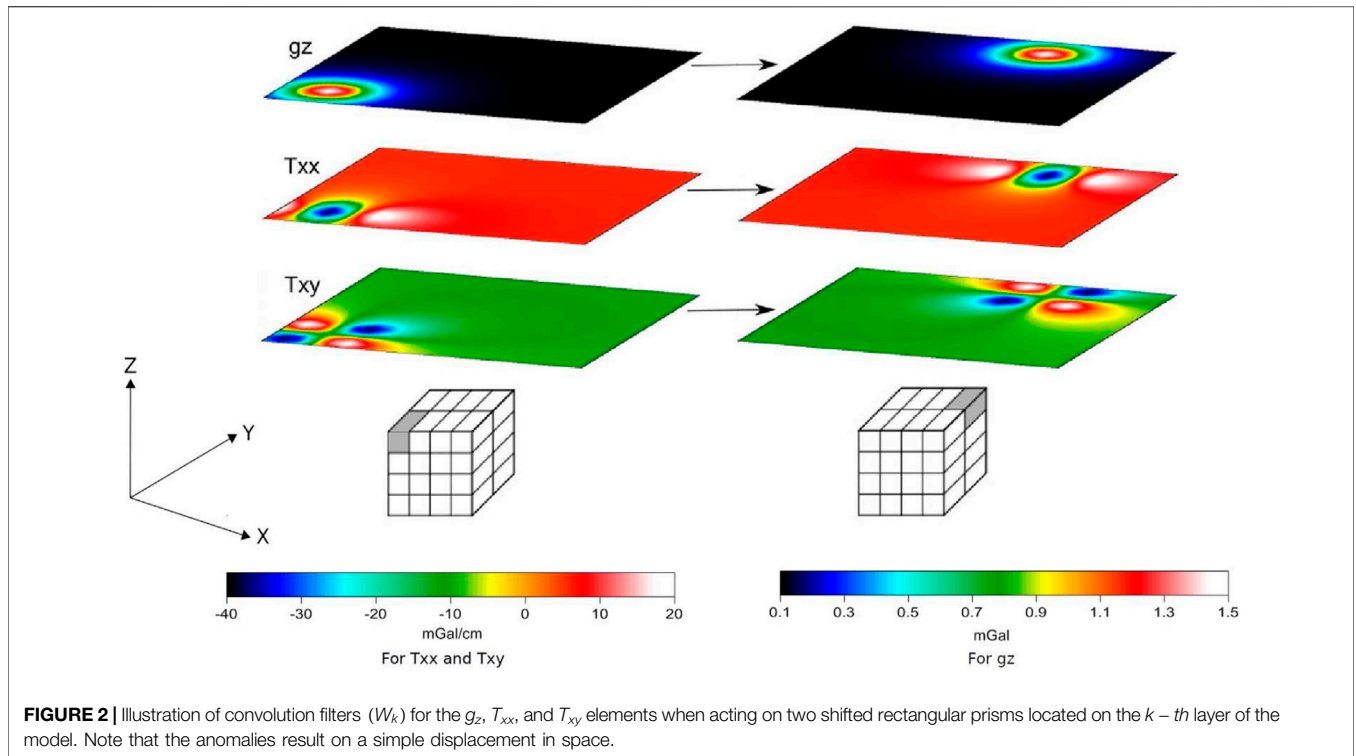 gz
Txx
Txy
Z
Y
X
-40 -30 -20 -10 0 10 20
mGal/cm
For Txx and Txy
0.1 0.3 0.5 0.7 0.9 1.1 1.3 1.5
mGal
For gz
FIGURE 2 | Illustration of convolution filters (Wk) for the gz, Txx, and Txy elements when acting on two shifted rectangular prisms located on the k – th layer of the
model. Note that the anomalies result on a simple displacement in space.